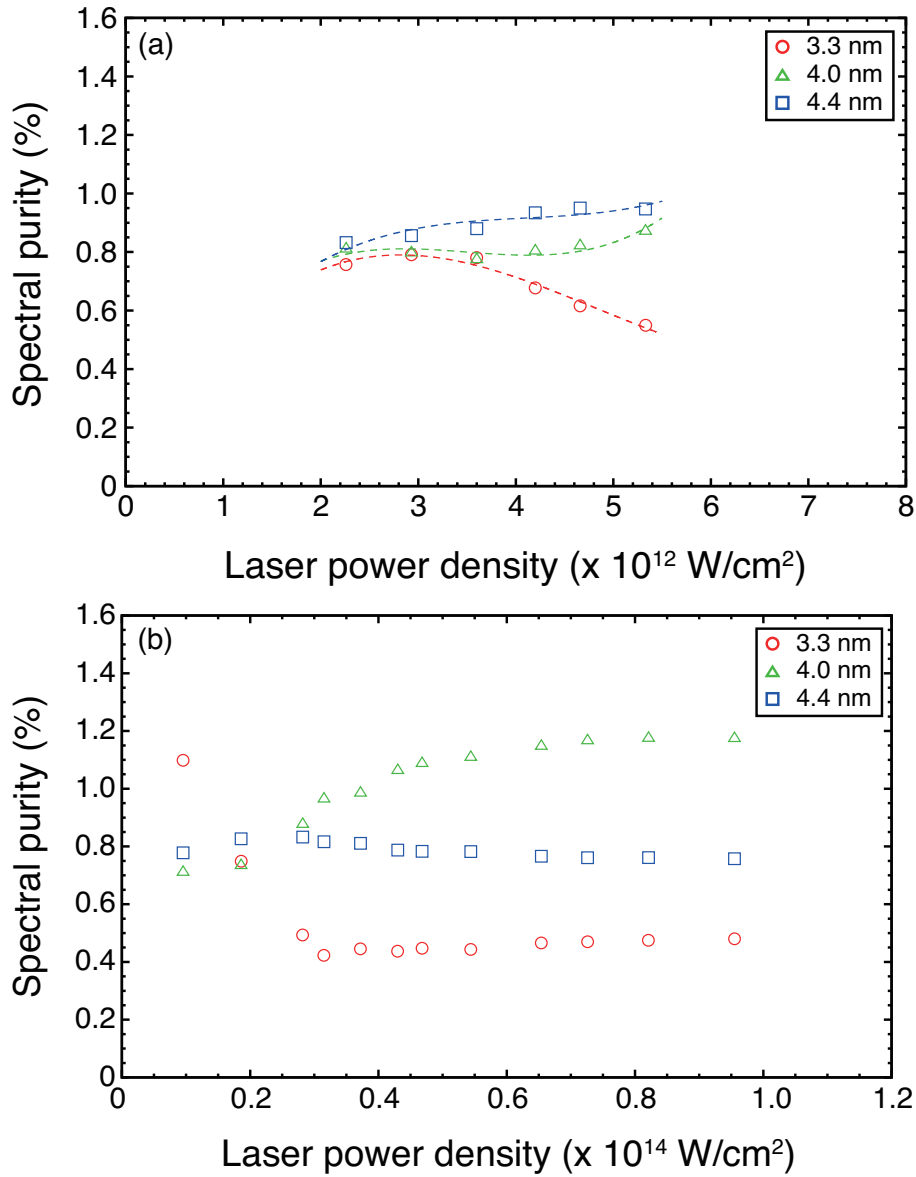 (a)
3.3 nm
4.0 nm
4.4 nm
Spectral purity (%)
1.6
1.4
1.2
1.0
0.8
0.6
0.4
0.2
0
0 1 2 3 4 5 6 7 8
Laser power density (x 10¹² W/cm²)
(b)
3.3 nm
4.0 nm
4.4 nm
Spectral purity (%)
1.6
1.4
1.2
1.0
0.8
0.6
0.4
0.2
0
0 0.2 0.4 0.6 0.8 1.0 1.2
Laser power density (x 10¹⁴ W/cm²)